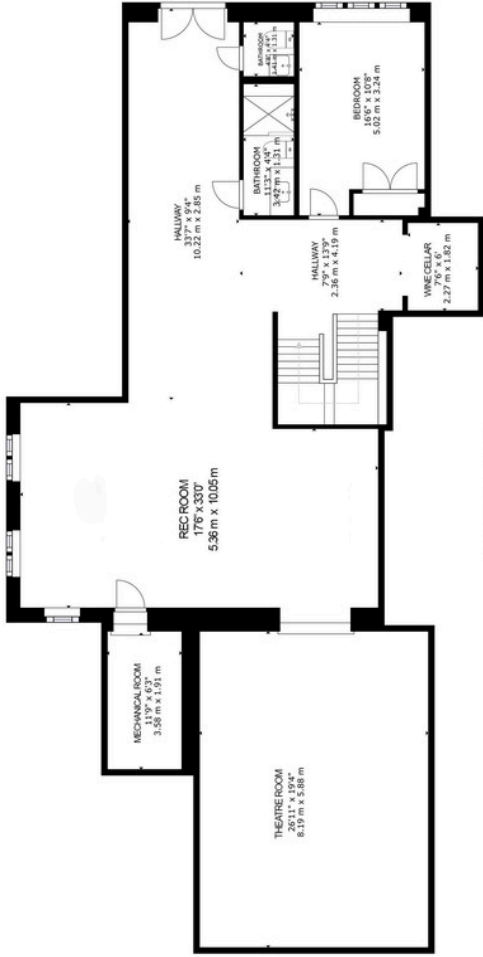 BATHROOM
BEDROOM
16'6" x 10'8"
5.02 m x 3.24 m
BATHROOM
11'3" x 4'4"
3.42 m x 1.31 m
HALLWAY
33'7" x 9'4"
10.22 m x 2.85 m
HALLWAY
7'9" x 13'9"
2.36 m x 4.19 m
WINE CELLAR
7'6" x 6'
2.27 m x 1.82 m
REC ROOM
17'6" x 33'0"
5.36 m x 10.05 m
MECHANICAL ROOM
11'9" x 6'3"
3.58 m x 1.91 m
THEATRE ROOM
26'11" x 19'4"
8.19 m x 5.88 m